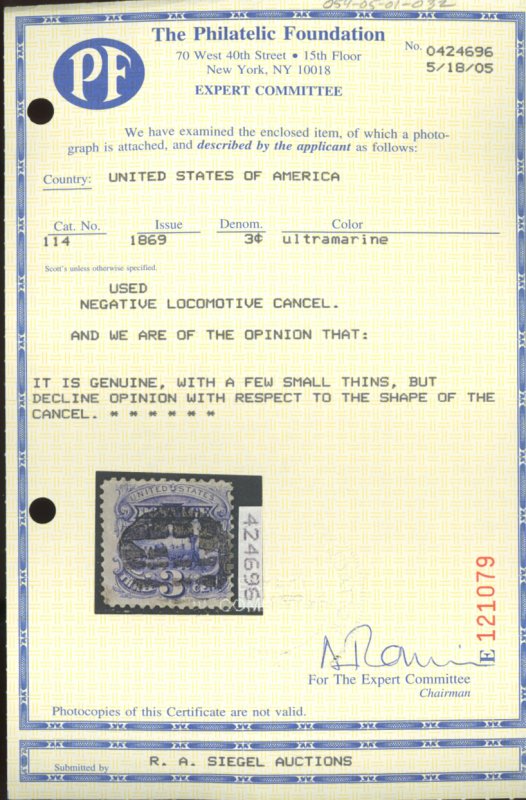 054-05-01-032
PF
The Philatelic Foundation
70 West 40th Street • 15th Floor
New York, NY 10018
EXPERT COMMITTEE
No. 0424696
5/18/05
We have examined the enclosed item, of which a photo-
graph is attached, and described by the applicant as follows:
Country: UNITED STATES OF AMERICA
Cat. No. Issue Denom. Color
114 1869 3¢ ultramarine
Scott's unless otherwise specified.
USED
NEGATIVE LOCOMOTIVE CANCEL.
AND WE ARE OF THE OPINION THAT:
IT IS GENUINE, WITH A FEW SMALL THINS, BUT
DECLINE OPINION WITH RESPECT TO THE SHAPE OF THE
CANCEL. * * * * * *
UNITED STATES
THREE 3 CENTS
424696
E 121079
For The Expert Committee
Chairman
Photocopies of this Certificate are not valid.
Submitted by R. A. SIEGEL AUCTIONS